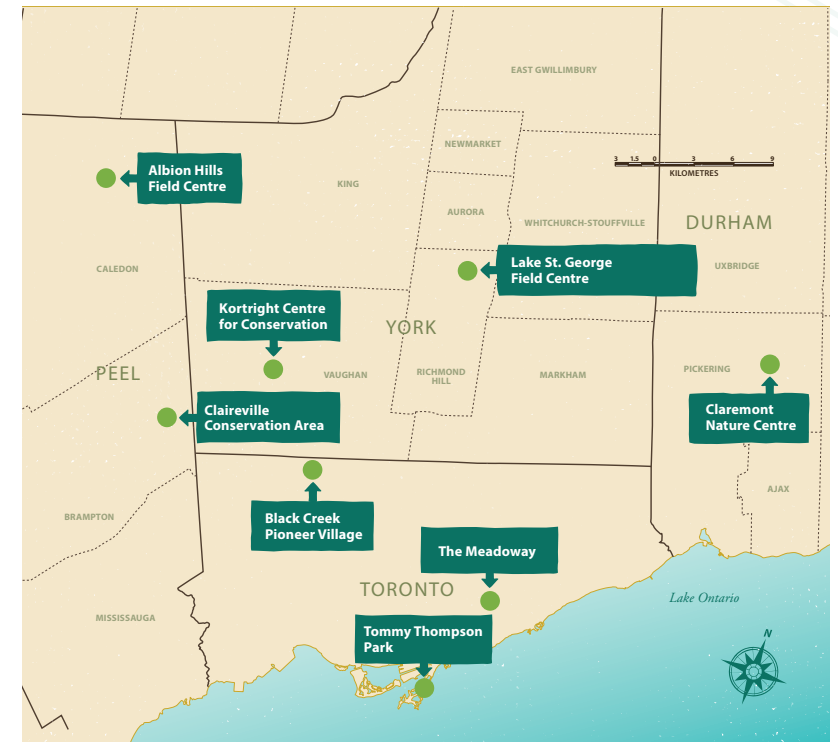 EAST GWILLIMBURY
NEWMARKET
3 1.5 0 3 6 9
KILOMETRES
Albion Hills
Field Centre
KING
AURORA
WHITCHURCH-STOUFFVILLE
DURHAM
CALEDON
Lake St. George
Field Centre
UXBRIDGE
Kortright Centre
for Conservation
YORK
PEEL
VAUGHAN
RICHMOND
HILL
MARKHAM
PICKERING
Claireville
Conservation Area
Claremont
Nature Centre
BRAMPTON
Black Creek
Pioneer Village
AJAX
The Meadoway
TORONTO
Lake Ontario
MISSISSAUGA
Tommy Thompson
Park
N